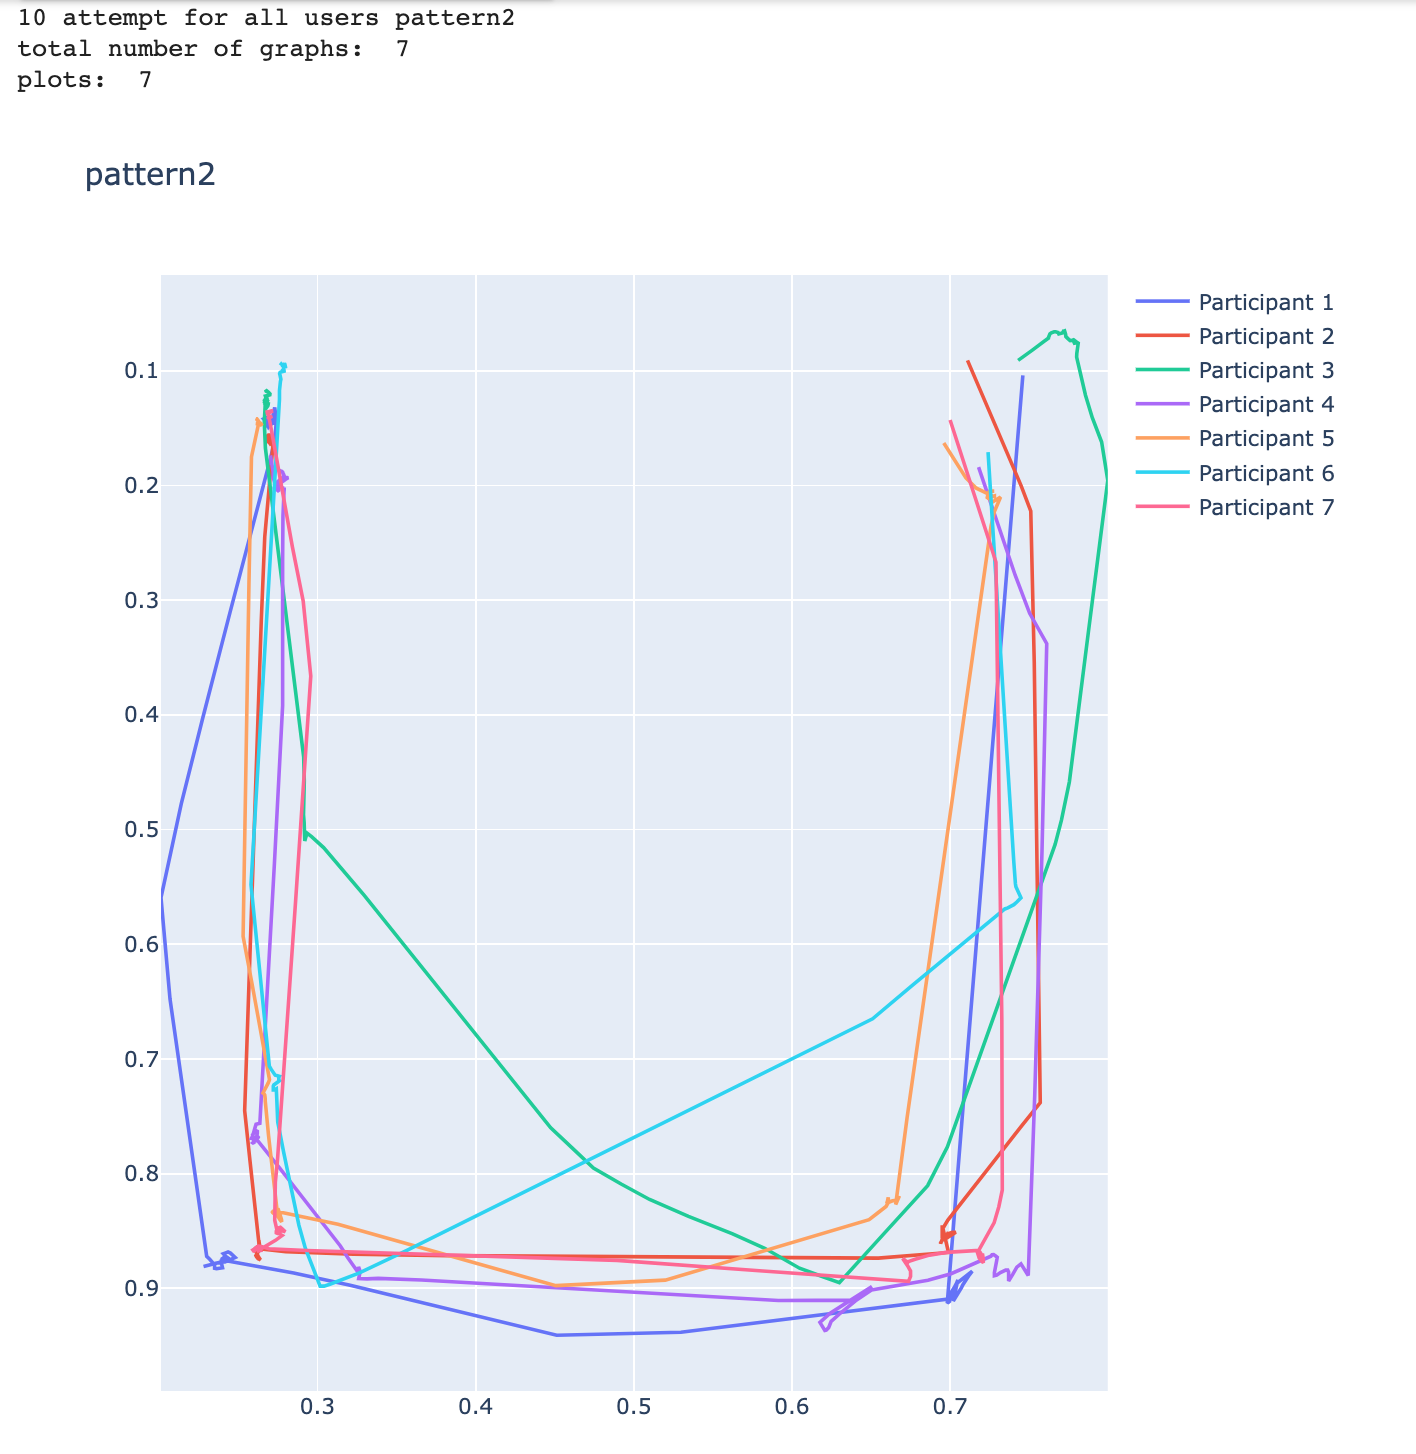 10 attempt for all users pattern2
total number of graphs:  7
plots:  7
pattern2
Participant 1
Participant 2
Participant 3
Participant 4
Participant 5
Participant 6
Participant 7
0.1
0.2
0.3
0.4
0.5
0.6
0.7
0.8
0.9
0.3 0.4 0.5 0.6 0.7